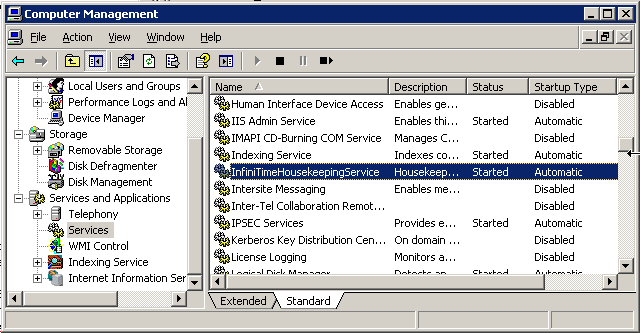 Computer Management
File Action View Window Help
Local Users and Groups
Performance Logs and Al
Device Manager
Storage
Removable Storage
Disk Defragmenter
Disk Management
Services and Applications
Telephony
Services
WMI Control
Indexing Service
Internet Information Ser
Name Description Status Startup Type
Human Interface Device Access Enables ge... Disabled
IIS Admin Service Enables thi... Started Automatic
IMAPI CD-Burning COM Service Manages C... Disabled
Indexing Service Indexes co... Started Automatic
InfiniTimeHousekeepingService Housekeep... Started Automatic
Intersite Messaging Enables me... Disabled
Inter-Tel Collaboration Remot... Disabled
IPSEC Services Provides e... Started Automatic
Kerberos Key Distribution Cen... On domain ... Disabled
License Logging Monitors a... Disabled
Logical Disk Manager Detects an... Started Automatic
Extended Standard